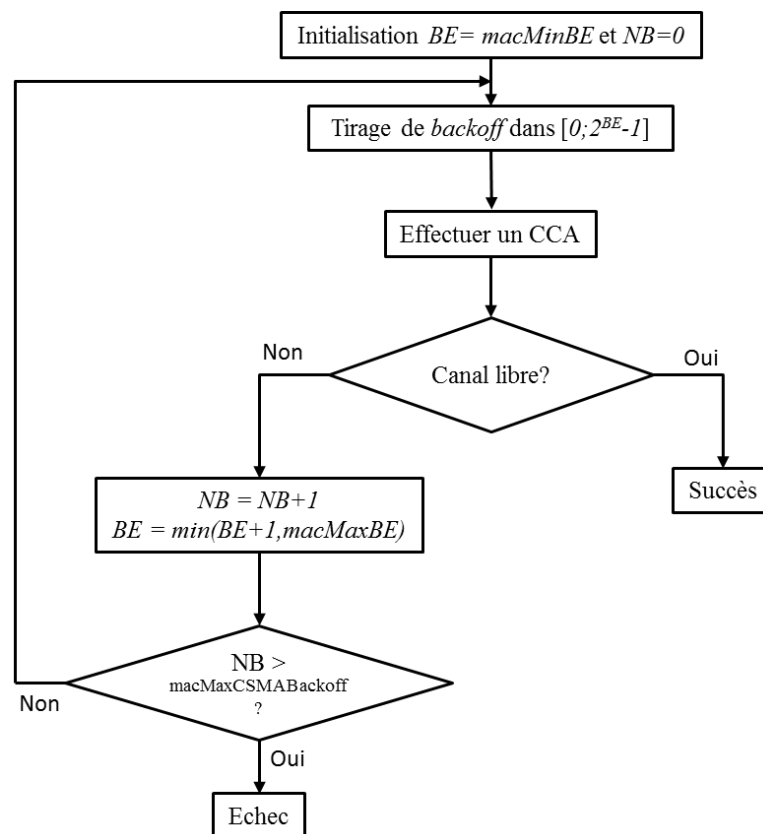 Initialisation BE= macMinBE et NB=0
Tirage de backoff dans [0;2^BE-1]
Effectuer un CCA
Canal libre?
Non
Oui
Succès
NB = NB+1
BE = min(BE+1,macMaxBE)
NB >
macMaxCSMABackoff
?
Non
Oui
Echec